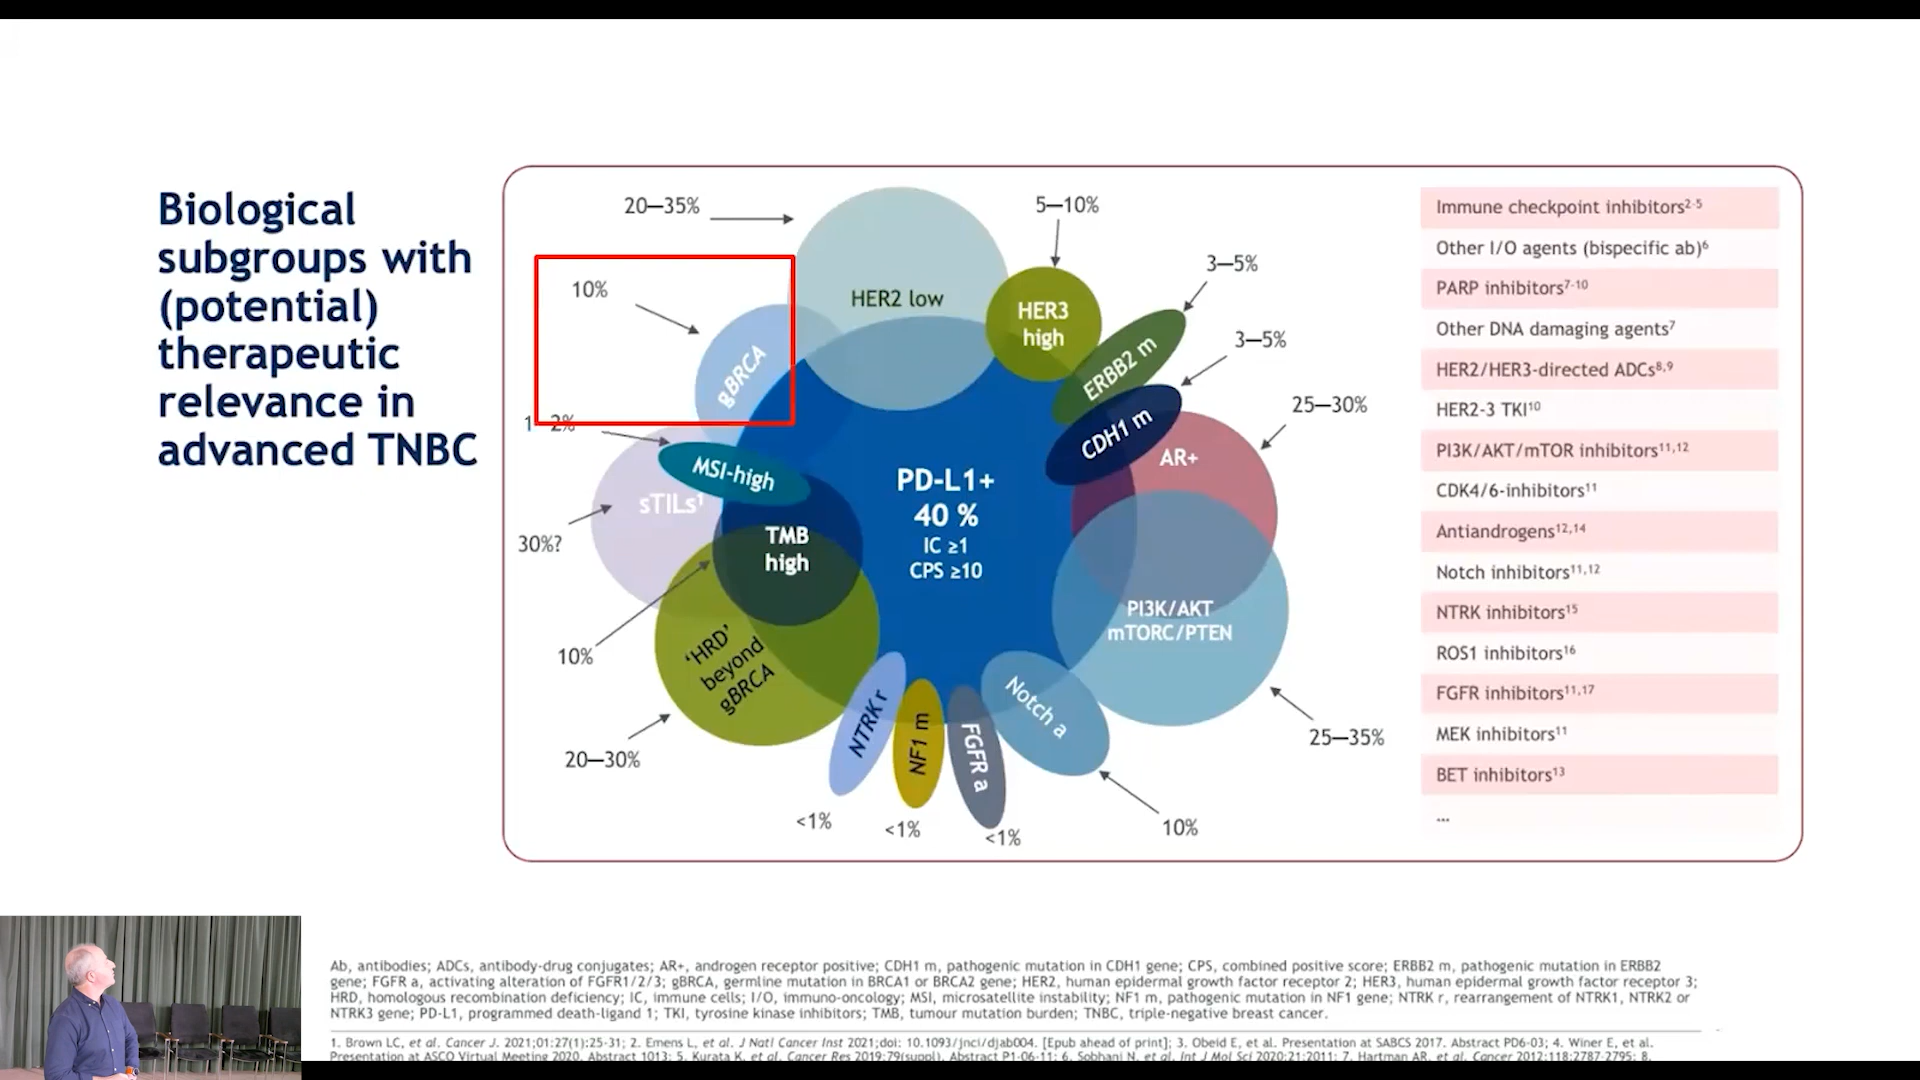 Biological
subgroups with
(potential)
therapeutic
relevance in
advanced TNBC
20—35%
10%
5—10%
3—5%
3—5%
25—30%
HER2 low
HER3
high
ERBB2 m
CDH1 m
AR+
gBRCA
1—2%
MSI-high
sTILs¹
30%?
TMB
high
PD-L1+
40 %
IC ≥1
CPS ≥10
PI3K/AKT
mTORC/PTEN
10%
'HRD'
beyond
gBRCA
20—30%
NTRK r
NF1 m
FGFR a
Notch a
<1%
<1%
<1%
10%
25—35%
Immune checkpoint inhibitors²⁻⁵
Other I/O agents (bispecific ab)⁶
PARP inhibitors⁷⁻¹⁰
Other DNA damaging agents⁷
HER2/HER3-directed ADCs⁸,⁹
HER2-3 TKI¹⁰
PI3K/AKT/mTOR inhibitors¹¹,¹²
CDK4/6-inhibitors¹¹
Antiandrogens¹²,¹⁴
Notch inhibitors¹¹,¹²
NTRK inhibitors¹⁵
ROS1 inhibitors¹⁶
FGFR inhibitors¹¹,¹⁷
MEK inhibitors¹¹
BET inhibitors¹³
...
Ab, antibodies; ADCs, antibody-drug conjugates; AR+, androgen receptor positive; CDH1 m, pathogenic mutation in CDH1 gene; CPS, combined positive score; ERBB2 m, pathogenic mutation in ERBB2
gene; FGFR a, activating alteration of FGFR1/2/3; gBRCA, germline mutation in BRCA1 or BRCA2 gene; HER2, human epidermal growth factor receptor 2; HER3, human epidermal growth factor receptor 3;
HRD, homologous recombination deficiency; IC, immune cells; I/O, immuno-oncology; MSI, microsatellite instability; NF1 m, pathogenic mutation in NF1 gene; NTRK r, rearrangement of NTRK1, NTRK2 or
NTRK3 gene; PD-L1, programmed death-ligand 1; TKI, tyrosine kinase inhibitors; TMB, tumour mutation burden; TNBC, triple-negative breast cancer.
1. Brown LC, et al. Cancer J. 2021;01:27(1):25-31; 2. Emens L, et al. J Natl Cancer Inst 2021;doi: 10.1093/jnci/djab004. [Epub ahead of print]; 3. Obeid E, et al. Presentation at SABCS 2017. Abstract PD6-03; 4. Winer E, et al.
Presentation at ASCO Virtual Meeting 2020. Abstract 1013; 5. Kurata K, et al. Cancer Res 2019;79(suppl). Abstract P1-06-11; 6. Sobhani N, et al. Int J Mol Sci 2020;21:2011; 7. Hartman AR, et al. Cancer 2012;118:2787-2795; 8.